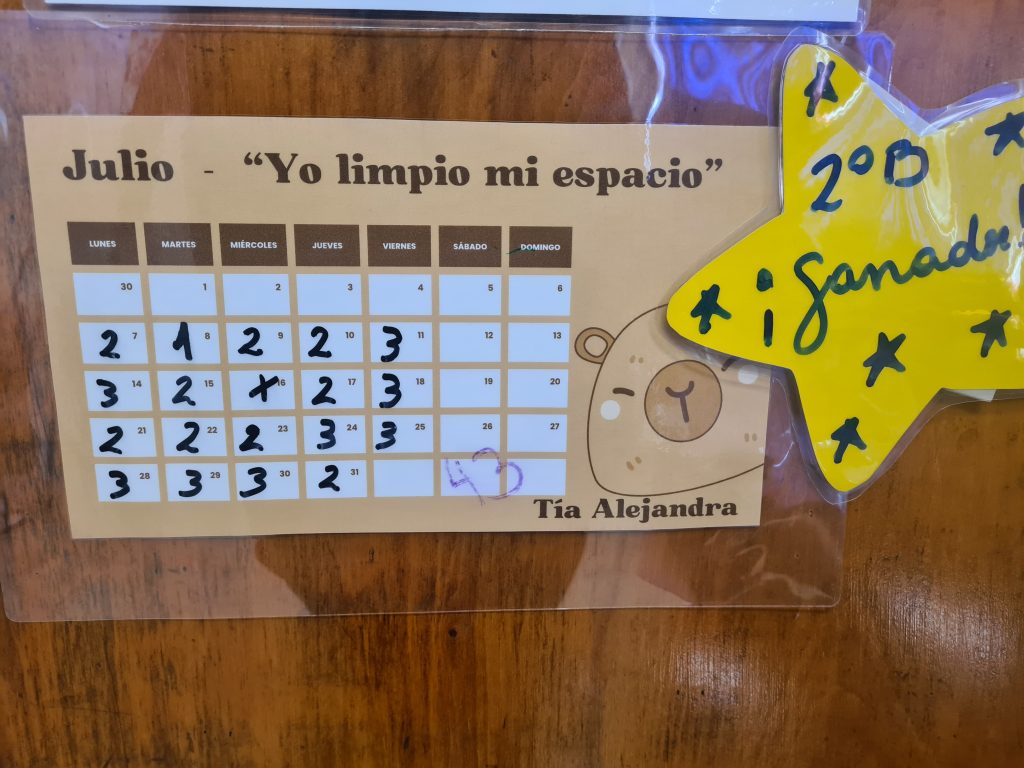 Julio - “Yo limpio mi espacio”
LUNES MARTES MIÉRCOLES JUEVES VIERNES SÁBADO DOMINGO
30 1 2 3 4 5 6
2 7 1 8 2 9 2 10 3 11 12 13
3 14 2 15 x 16 2 17 3 18 19 20
2 21 2 22 2 23 3 24 3 25 26 27
3 28 3 29 3 30 2 31 43
Tía Alejandra
2ºB
¡Ganador!